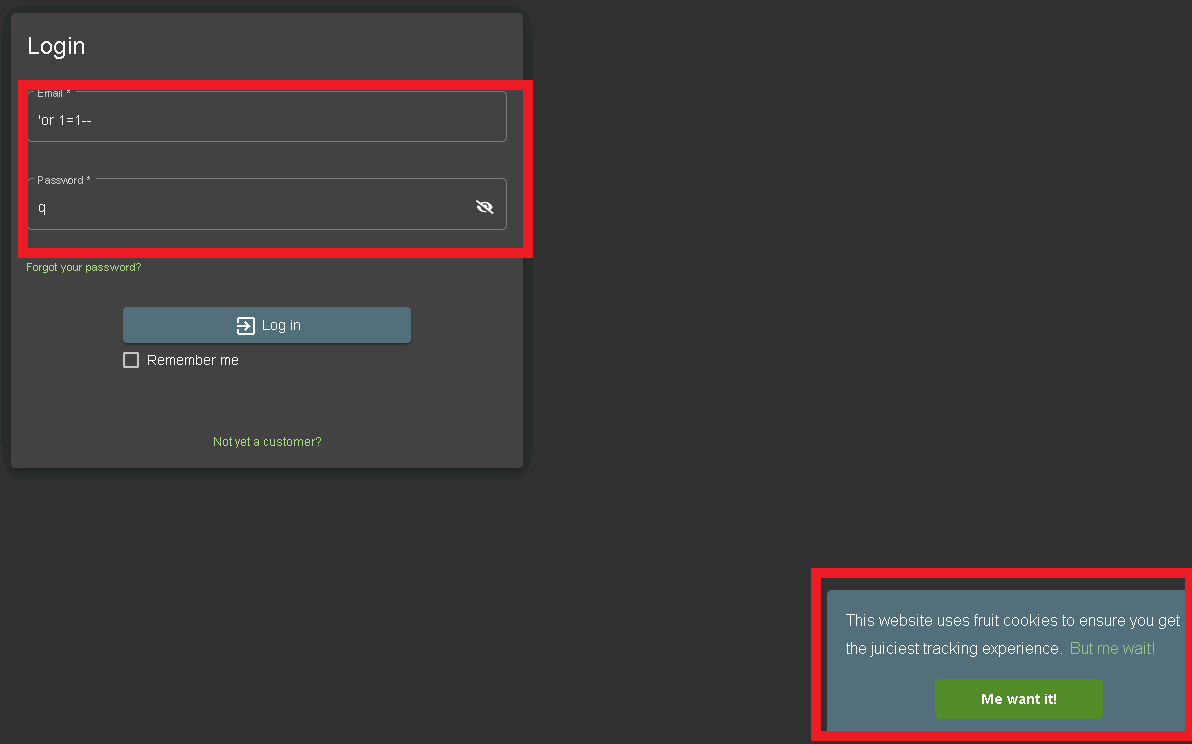 Login
Email *
'or 1=1--
Password *
q
Forgot your password?
Log in
Remember me
Not yet a customer?
This website uses fruit cookies to ensure you get
the juiciest tracking experience. But me wait!
Me want it!